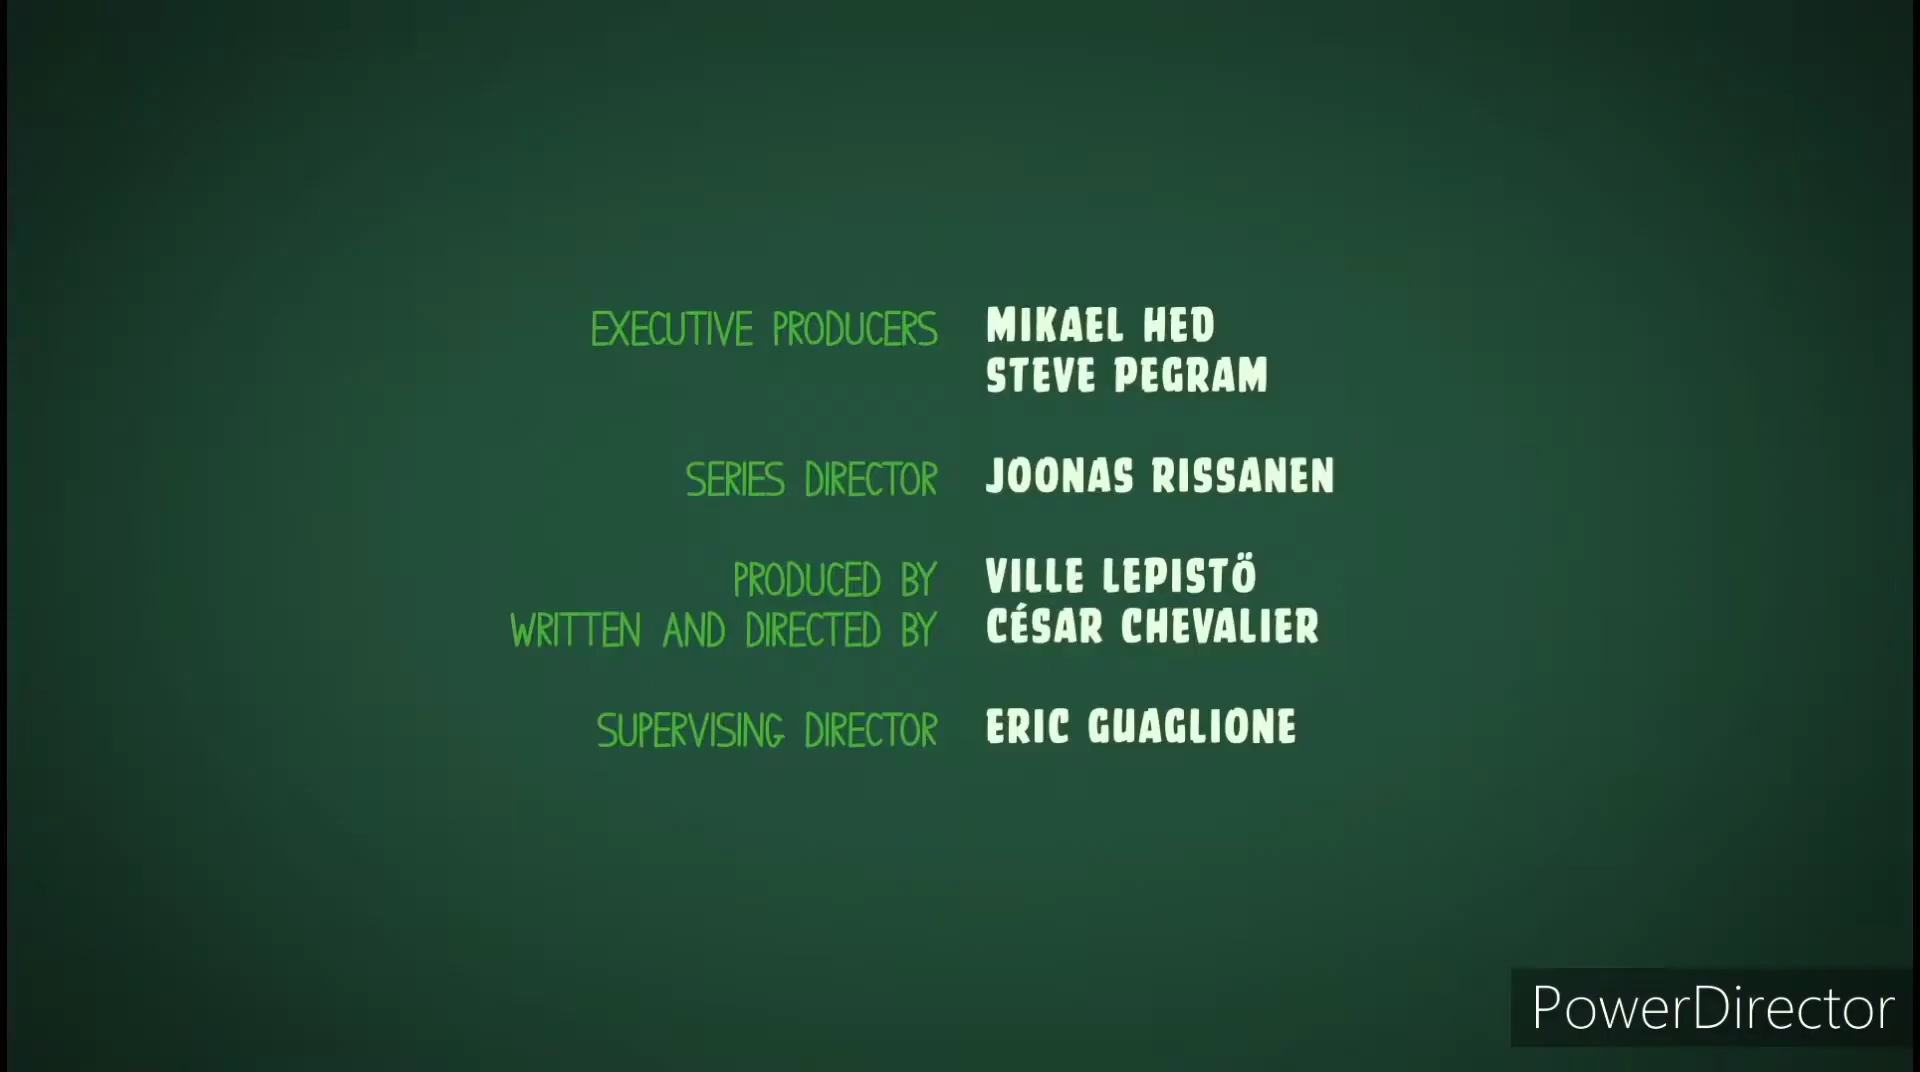 EXECUTIVE PRODUCERS MIKAEL HED
STEVE PEGRAM
SERIES DIRECTOR JOONAS RISSANEN
PRODUCED BY VILLE LEPISTÖ
WRITTEN AND DIRECTED BY CÉSAR CHEVALIER
SUPERVISING DIRECTOR ERIC GUAGLIONE
PowerDirector